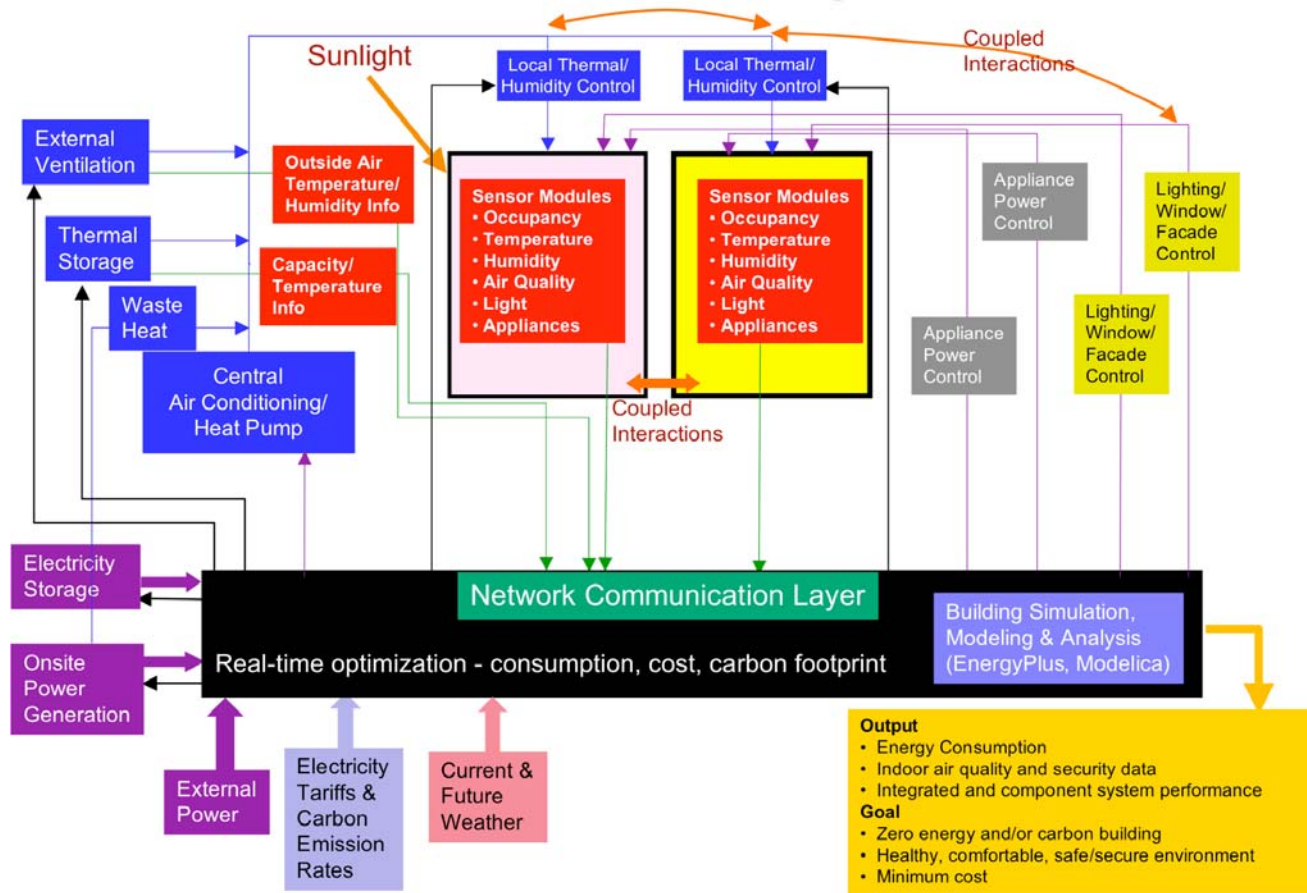 Sunlight
Local Thermal/
Humidity Control
Local Thermal/
Humidity Control
Coupled
Interactions
External
Ventilation
Outside Air
Temperature/
Humidity Info
Thermal
Storage
Capacity/
Temperature
Info
Waste
Heat
Central
Air Conditioning/
Heat Pump
Sensor Modules
• Occupancy
• Temperature
• Humidity
• Air Quality
• Light
• Appliances
Sensor Modules
• Occupancy
• Temperature
• Humidity
• Air Quality
• Light
• Appliances
Coupled
Interactions
Appliance
Power
Control
Appliance
Power
Control
Lighting/
Window/
Facade
Control
Lighting/
Window/
Facade
Control
Electricity
Storage
Onsite
Power
Generation
Network Communication Layer
Real-time optimization - consumption, cost, carbon footprint
Building Simulation,
Modeling & Analysis
(EnergyPlus, Modelica)
External
Power
Electricity
Tariffs &
Carbon
Emission
Rates
Current &
Future
Weather
Output
• Energy Consumption
• Indoor air quality and security data
• Integrated and component system performance
Goal
• Zero energy and/or carbon building
• Healthy, comfortable, safe/secure environment
• Minimum cost